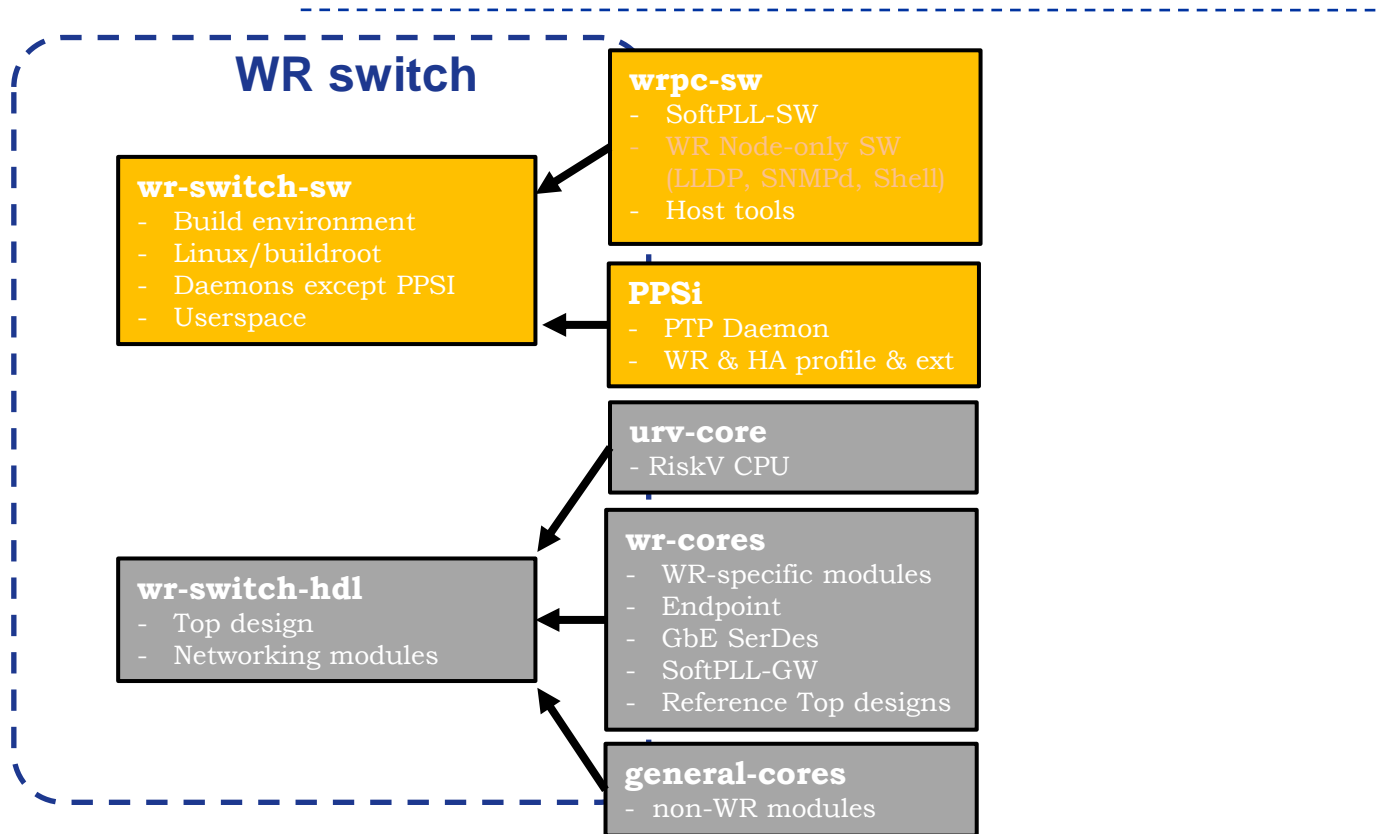 WR switch
wr-switch-sw
- Build environment
- Linux/buildroot
- Daemons except PPSI
- Userspace
wrpc-sw
- SoftPLL-SW
- WR Node-only SW
(LLDP, SNMPd, Shell)
- Host tools
PPSi
- PTP Daemon
- WR & HA profile & ext
wr-switch-hdl
- Top design
- Networking modules
urv-core
- RiskV CPU
wr-cores
- WR-specific modules
- Endpoint
- GbE SerDes
- SoftPLL-GW
- Reference Top designs
general-cores
- non-WR modules